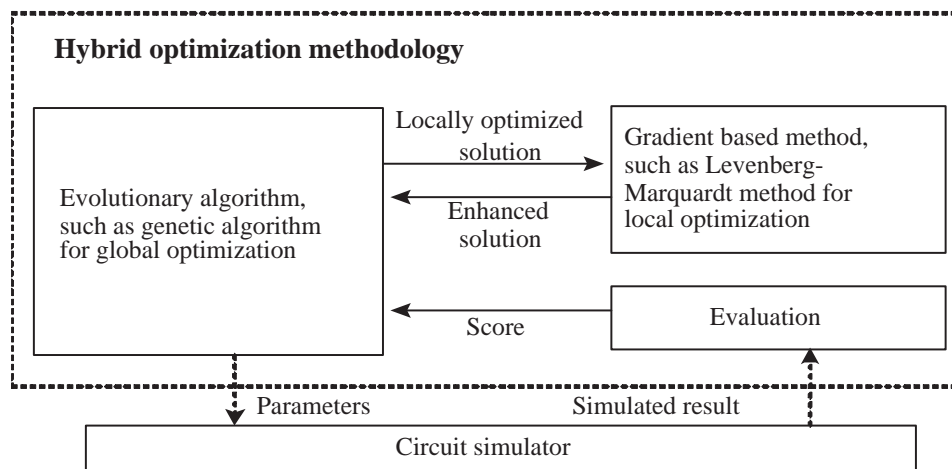 Hybrid optimization methodology
Evolutionary algorithm,
such as genetic algorithm
for global optimization
Locally optimized
solution
Enhanced
solution
Gradient based method,
such as Levenberg-
Marquardt method for
local optimization
Score
Evaluation
Parameters
Simulated result
Circuit simulator